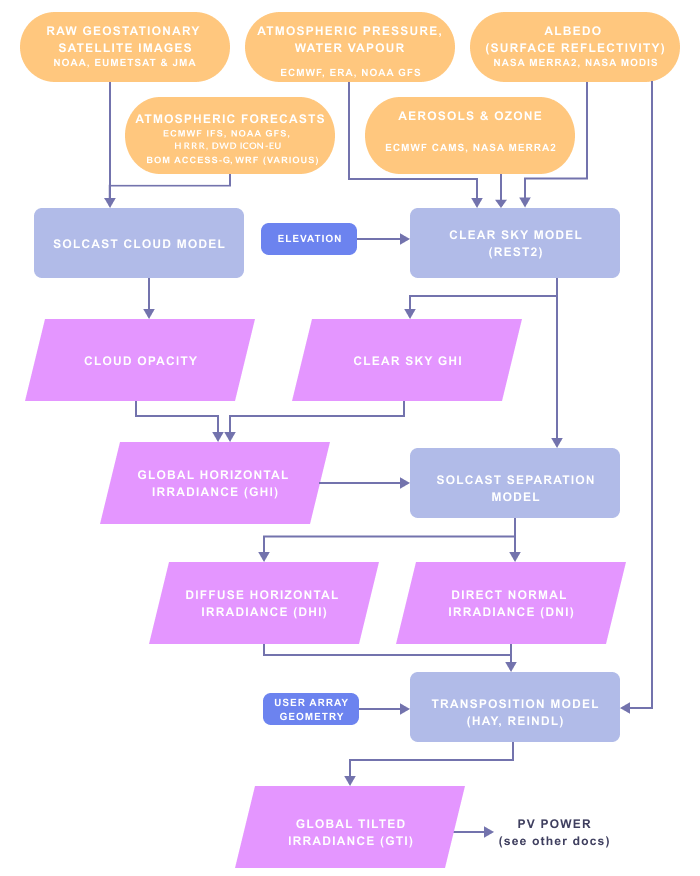 RAW GEOSTATIONARY
SATELLITE IMAGES
NOAA, EUMETSAT & JMA
ATMOSPHERIC PRESSURE,
WATER VAPOUR
ECMWF, ERA, NOAA GFS
ALBEDO
(SURFACE REFLECTIVITY)
NASA MERRA2, NASA MODIS
ATMOSPHERIC FORECASTS
ECMWF IFS, NOAA GFS,
HRRR, DWD ICON-EU
BOM ACCESS-G, WRF (VARIOUS)
AEROSOLS & OZONE
ECMWF CAMS, NASA MERRA2
SOLCAST CLOUD MODEL
ELEVATION
CLEAR SKY MODEL
(REST2)
CLOUD OPACITY
CLEAR SKY GHI
GLOBAL HORIZONTAL
IRRADIANCE (GHI)
SOLCAST SEPARATION
MODEL
DIFFUSE HORIZONTAL
IRRADIANCE (DHI)
DIRECT NORMAL
IRRADIANCE (DNI)
USER ARRAY
GEOMETRY
TRANSPOSITION MODEL
(HAY, REINDL)
GLOBAL TILTED
IRRADIANCE (GTI)
PV POWER
(see other docs)